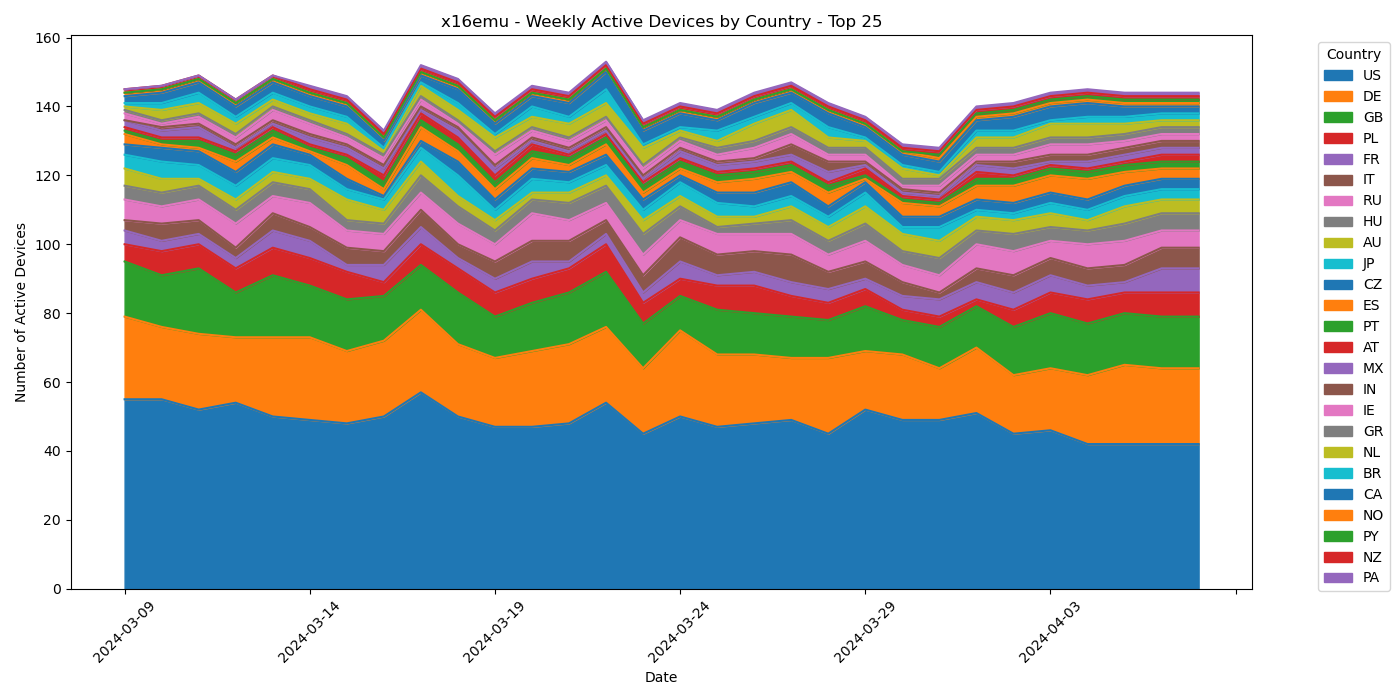 x16emu - Weekly Active Devices by Country - Top 25
Number of Active Devices
160
140
120
100
80
60
40
20
0
2024-03-09
2024-03-14
2024-03-19
2024-03-24
2024-03-29
2024-04-03
Date
Country
US
DE
GB
PL
FR
IT
RU
HU
AU
JP
CZ
ES
PT
AT
MX
IN
IE
GR
NL
BR
CA
NO
PY
NZ
PA